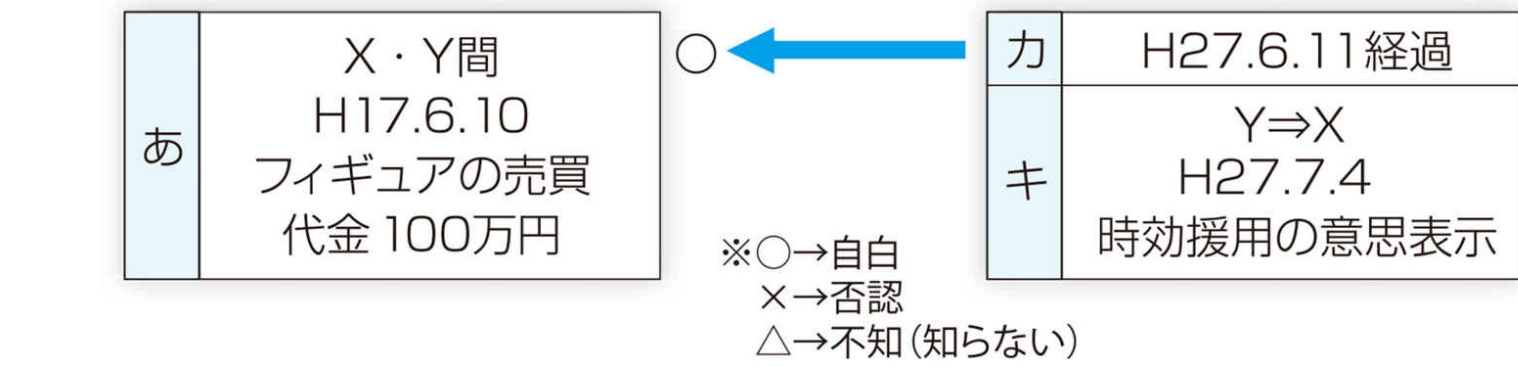 あ
X・Y間
H17.6.10
フィギュアの売買
代金100万円
○
※○→自白
×→否認
△→不知(知らない)
カ
H27.6.11経過
キ
Y⇒X
H27.7.4
時効援用の意思表示